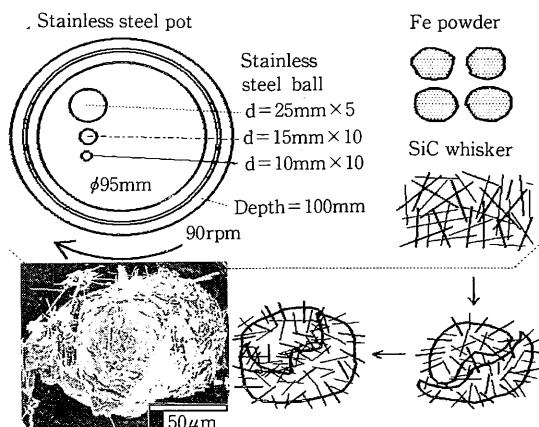 Stainless steel pot
Fe powder
Stainless
steel ball
d=25mm×5
d=15mm×10
d=10mm×10
SiC whisker
φ95mm
Depth=100mm
90rpm
50μm